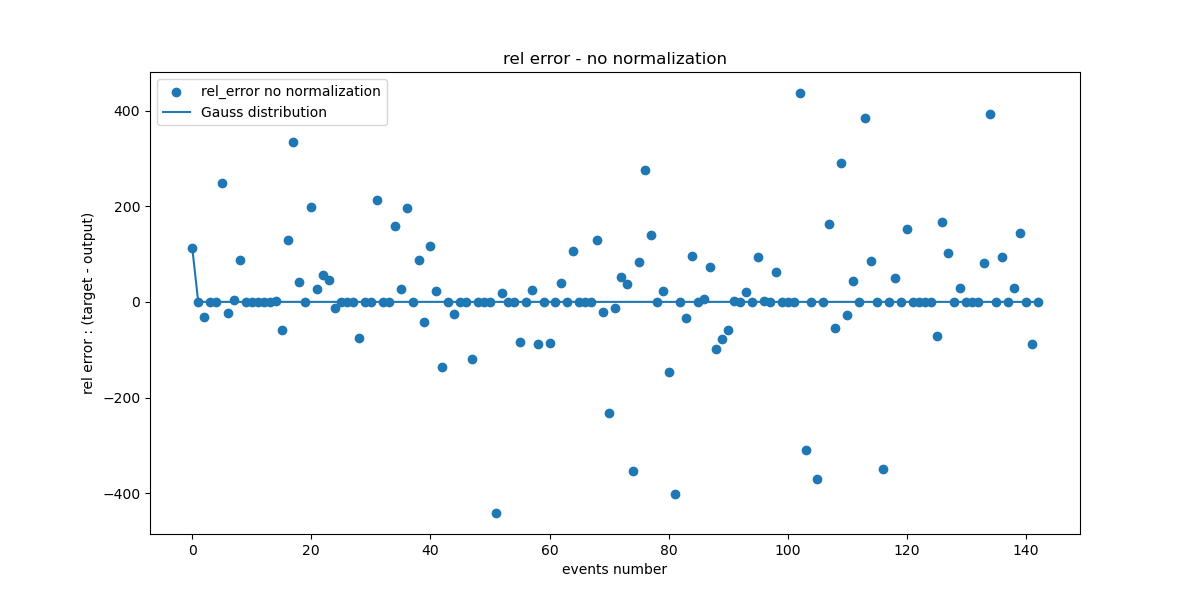 rel error - no normalization
rel_error no normalization
Gauss distribution
rel error : (target - output)
400
200
0
−200
−400
0 20 40 60 80 100 120 140
events number